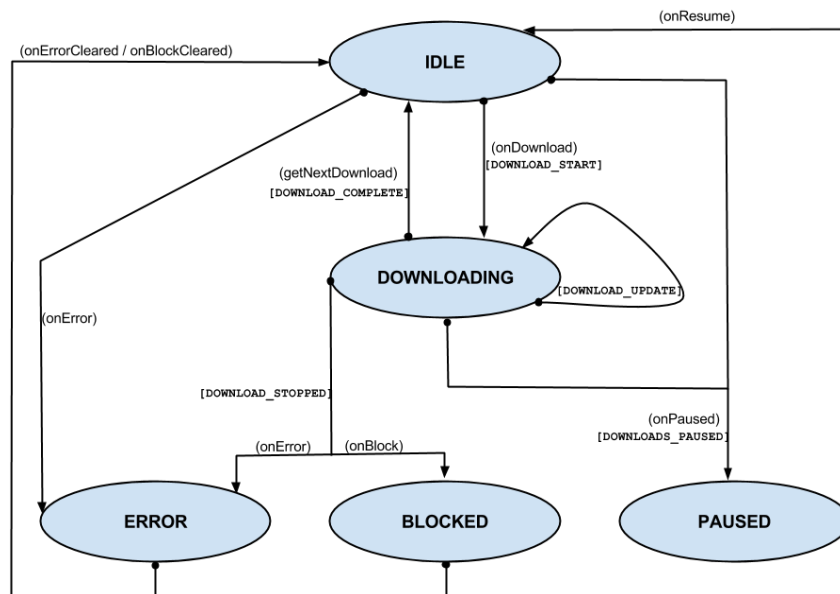 (onResume)
(onErrorCleared / onBlockCleared)
IDLE
(onDownload)
[DOWNLOAD_START]
(getNextDownload)
[DOWNLOAD_COMPLETE]
DOWNLOADING
[DOWNLOAD_UPDATE]
(onError)
[DOWNLOAD_STOPPED]
(onPaused)
[DOWNLOADS_PAUSED]
(onError)
(onBlock)
ERROR
BLOCKED
PAUSED